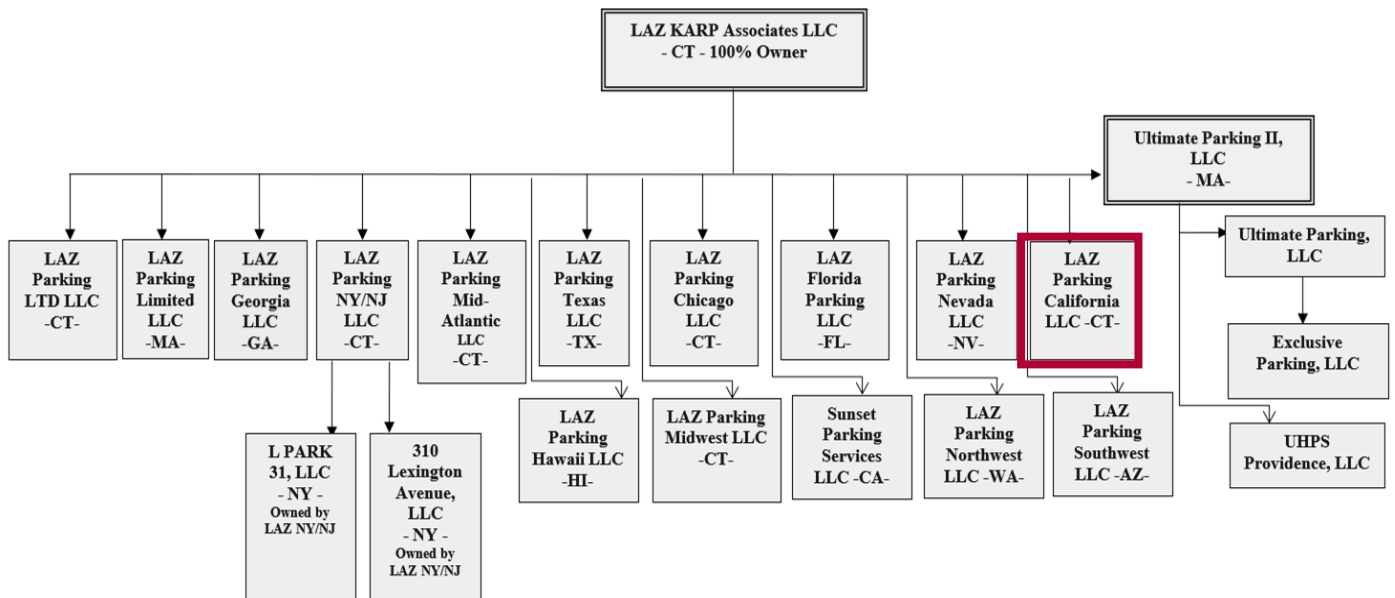 LAZ KARP Associates LLC
- CT - 100% Owner
Ultimate Parking II,
LLC
- MA-
LAZ
Parking
LTD LLC
-CT-
LAZ
Parking
Limited
LLC
-MA-
LAZ
Parking
Georgia
LLC
-GA-
LAZ
Parking
NY/NJ
LLC
-CT-
LAZ
Parking
Mid-
Atlantic
LLC
-CT-
LAZ
Parking
Texas
LLC
-TX-
LAZ
Parking
Chicago
LLC
-CT-
LAZ
Florida
Parking
LLC
-FL-
LAZ
Parking
Nevada
LLC
-NV-
LAZ
Parking
California
LLC -CT-
Ultimate Parking,
LLC
Exclusive
Parking, LLC
L PARK
31, LLC
- NY -
Owned by
LAZ NY/NJ
310
Lexington
Avenue,
LLC
- NY -
Owned by
LAZ NY/NJ
LAZ
Parking
Hawaii LLC
-HI-
LAZ Parking
Midwest LLC
-CT-
Sunset
Parking
Services
LLC -CA-
LAZ
Parking
Northwest
LLC -WA-
LAZ
Parking
Southwest
LLC -AZ-
UHPS
Providence, LLC